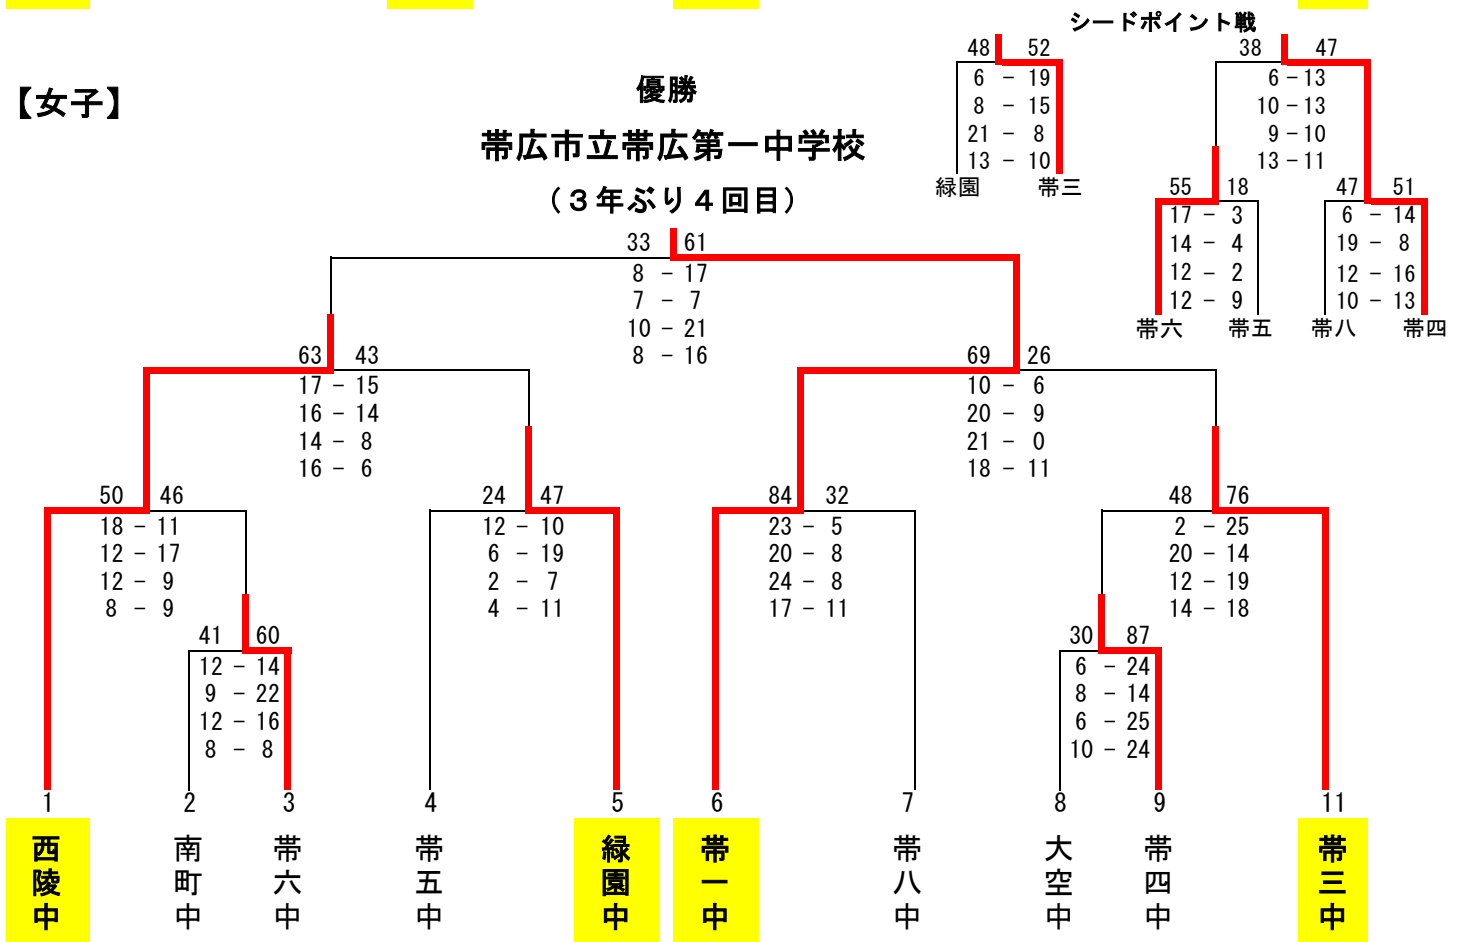 シードポイント戦
【女子】
優勝
帯広市立帯広第一中学校
（３年ぶり４回目）
48 52
6 - 19
8 - 15
21 - 8
13 - 10
緑園 帯三
38 47
6 - 13
10 - 13
9 - 10
13 - 11
55 18
17 - 3
14 - 4
12 - 2
12 - 9
帯六 帯五
47 51
6 - 14
19 - 8
12 - 16
10 - 13
帯八 帯四
33 61
8 - 17
7 - 7
10 - 21
8 - 16
63 43
17 - 15
16 - 14
14 - 8
16 - 6
69 26
10 - 6
20 - 9
21 - 0
18 - 11
50 46
18 - 11
12 - 17
12 - 9
8 - 9
24 47
12 - 10
6 - 19
2 - 7
4 - 11
84 32
23 - 5
20 - 8
24 - 8
17 - 11
48 76
2 - 25
20 - 14
12 - 19
14 - 18
41 60
12 - 14
9 - 22
12 - 16
8 - 8
30 87
6 - 24
8 - 14
6 - 25
10 - 24
1 2 3 4 5 6 7 8 9 11
西陵中
南町中
帯六中
帯五中
緑園中
帯一中
帯八中
大空中
帯四中
帯三中